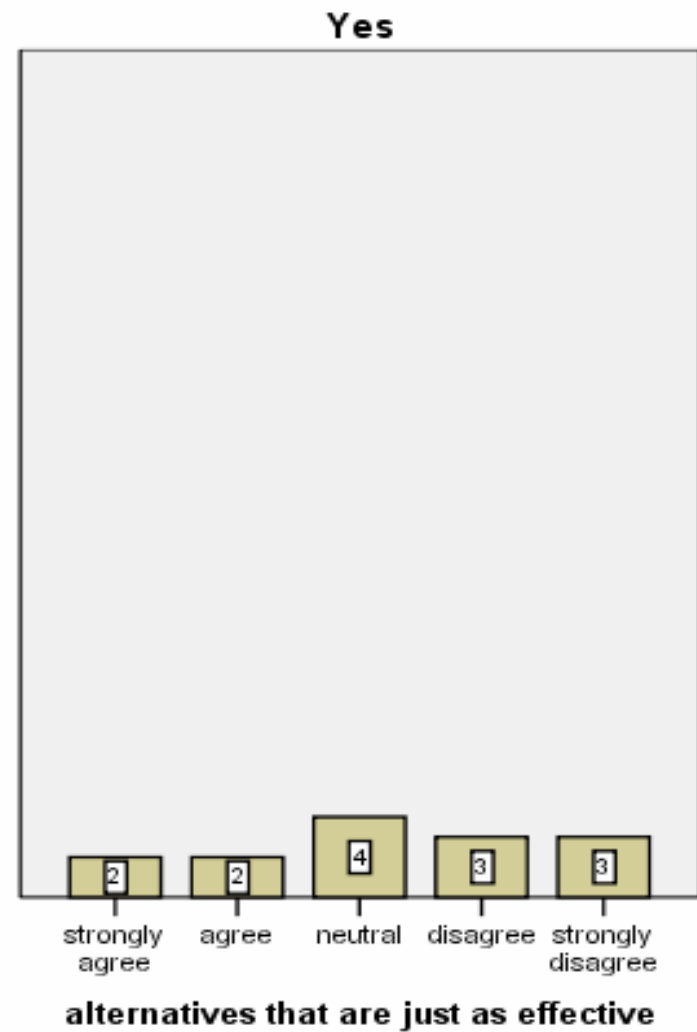 Yes
2 2 4 3 3
strongly agree neutral disagree strongly
agree disagree
alternatives that are just as effective